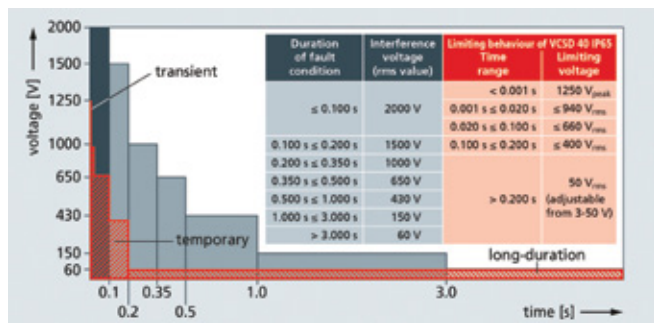 voltage [V]
2000
1500
1250
1000
650
430
150
60
transient
temporary
long-duration
Duration of fault condition | Interference voltage (rms value) | Limiting behaviour of VCSD 40 IP65
Time range | Limiting voltage
≤ 0.100 s | 2000 V
< 0.001 s | 1250 Vpeak
0.001 s ≤ 0.020 s | ≤ 940 Vrms
0.020 s ≤ 0.100 s | ≤ 660 Vrms
0.100 s ≤ 0.200 s | 1500 V | 0.100 s ≤ 0.200 s | ≤ 400 Vrms
0.200 s ≤ 0.350 s | 1000 V
0.350 s ≤ 0.500 s | 650 V
0.500 s ≤ 1.000 s | 430 V
1.000 s ≤ 3.000 s | 150 V
> 3.000 s | 60 V
> 0.200 s | 50 Vrms
(adjustable
from 3-50 V)
0.1 0.35 1.0 3.0
0.2 0.5
time [s]